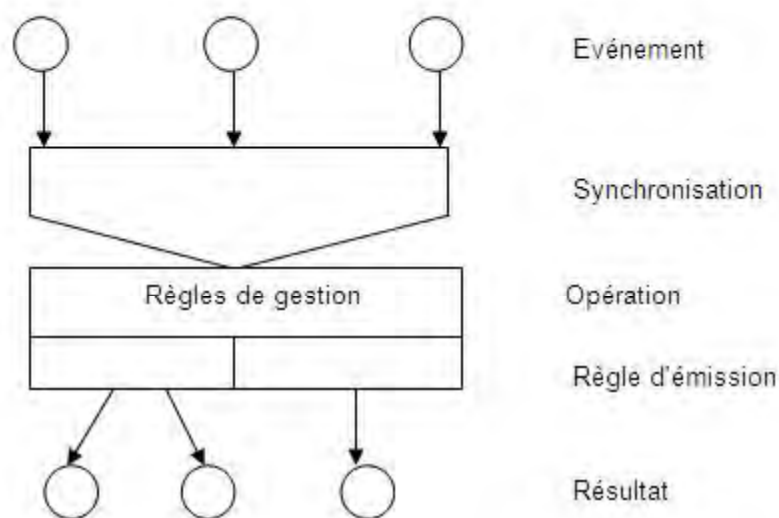 Evénement
Synchronisation
Règles de gestion
Opération
Règle d'émission
Résultat